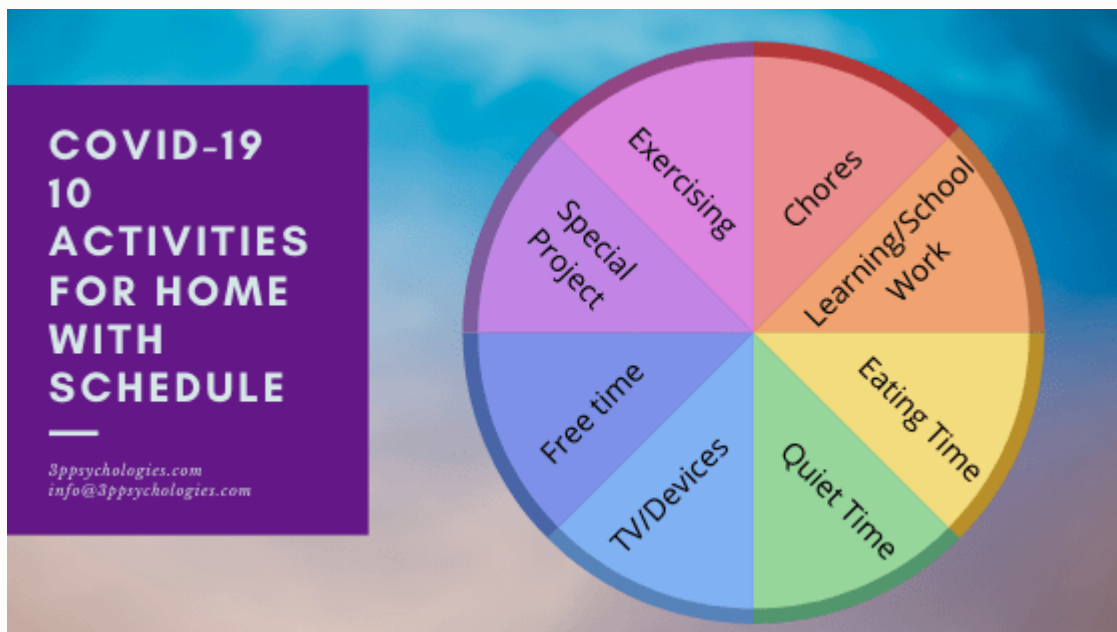 COVID-19
10
ACTIVITIES
FOR HOME
WITH
SCHEDULE
3ppsychologies.com
info@3ppsychologies.com
Exercising
Chores
Learning/School
Work
Eating Time
Quiet Time
TV/Devices
Free time
Special
Project